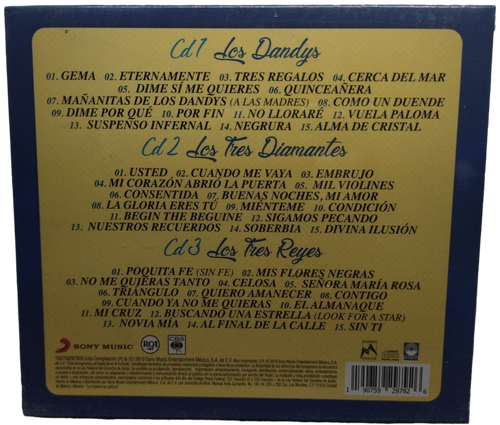 Cd 1 Los Dandys
01. GEMA 02. ETERNAMENTE 03. TRES REGALOS 04. CERCA DEL MAR
05. DIME SÍ ME QUIERES 06. QUINCEAÑERA
07. MAÑANITAS DE LOS DANDYS (A LAS MADRES) 08. COMO UN DUENDE
09. DIME POR QUÉ 10. POR FIN 11. NO LLORARÉ 12. VUELA PALOMA
13. SUSPENSO INFERNAL 14. NEGRURA 15. ALMA DE CRISTAL
Cd 2 Los Tres Diamantes
01. USTED 02. CUANDO ME VAYA 03. EMBRUJO
04. MI CORAZÓN ABRIÓ LA PUERTA 05. MIL VIOLINES
06. CONSENTIDA 07. BUENAS NOCHES, MI AMOR
08. LA GLORIA ERES TÚ 09. MIÉNTEME 10. CONDICIÓN
11. BEGIN THE BEGUINE 12. SIGAMOS PECANDO
13. NUESTROS RECUERDOS 14. SOBERBIA 15. DIVINA ILUSIÓN
Cd 3 Los Tres Reyes
01. POQUITA FE (SIN FE) 02. MIS FLORES NEGRAS
03. NO ME QUIERAS TANTO 04. CELOSA 05. SEÑORA MARÍA ROSA
06. TRIÁNGULO 07. QUIERO AMANECER 08. CONTIGO
09. CUANDO YA NO ME QUIERAS 10. EL ALMANAQUE
11. MI CRUZ 12. BUSCANDO UNA ESTRELLA (LOOK FOR A STAR)
13. NOVIA MÍA 14. AL FINAL DE LA CALLE 15. SIN TI
SONY MUSIC RCA CBS
1 90759 29792 6